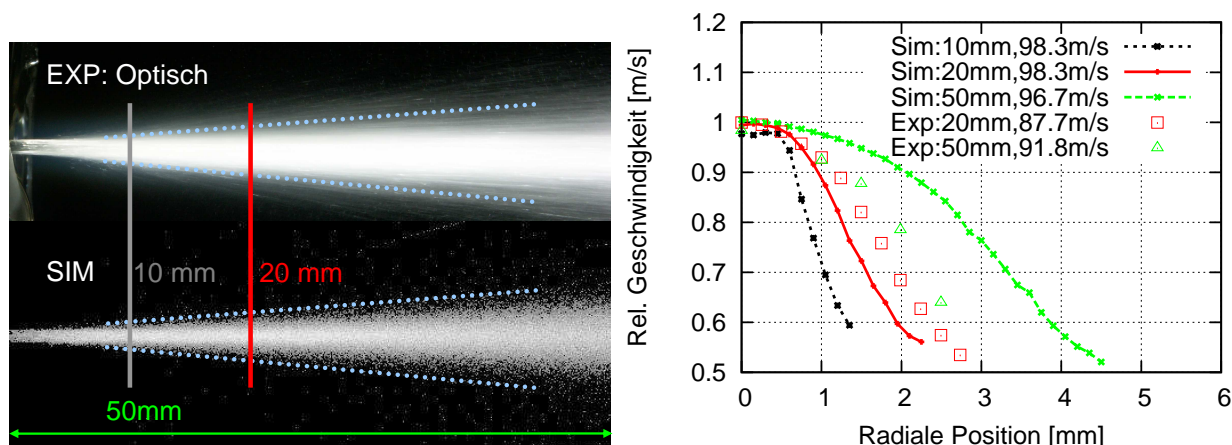 EXP: Optisch
SIM
10 mm
20 mm
50mm
Rel. Geschwindigkeit [m/s]
1.2
1.1
1
0.9
0.8
0.7
0.6
0.5
Sim:10mm,98.3m/s
Sim:20mm,98.3m/s
Sim:50mm,96.7m/s
Exp:20mm,87.7m/s
Exp:50mm,91.8m/s
0 1 2 3 4 5 6
Radiale Position [mm]